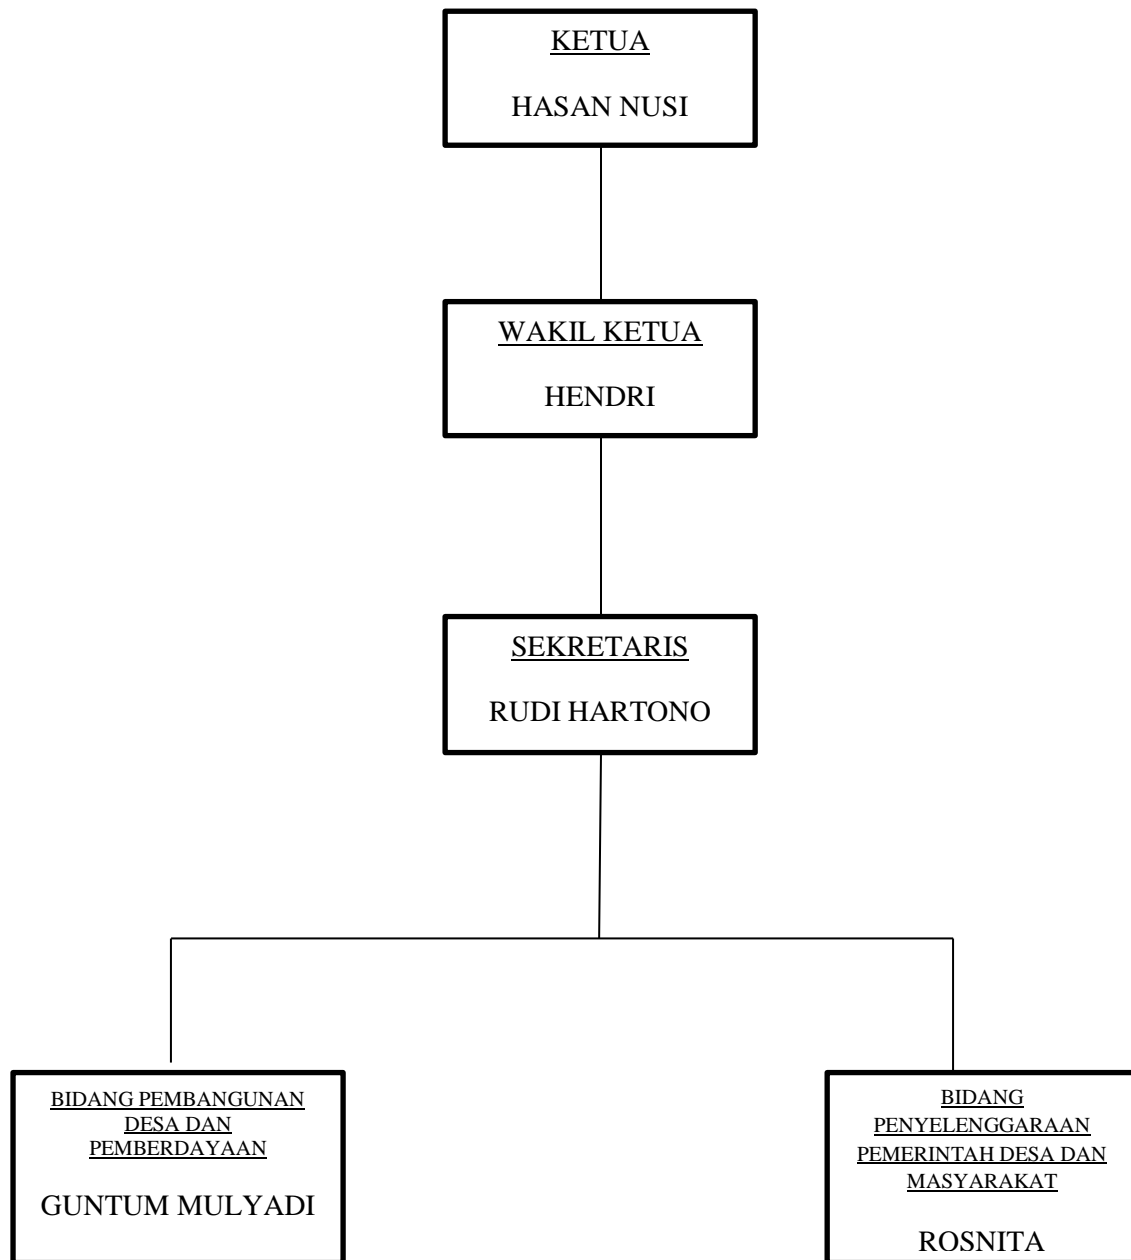 KETUA
HASAN NUSI
WAKIL KETUA
HENDRI
SEKRETARIS
RUDI HARTONO
BIDANG PEMBANGUNAN
DESA DAN
PEMBERDAYAAN
GUNTUM MULYADI
BIDANG
PENYELENGGARAAN
PEMERINTAH DESA DAN
MASYARAKAT
ROSNITA